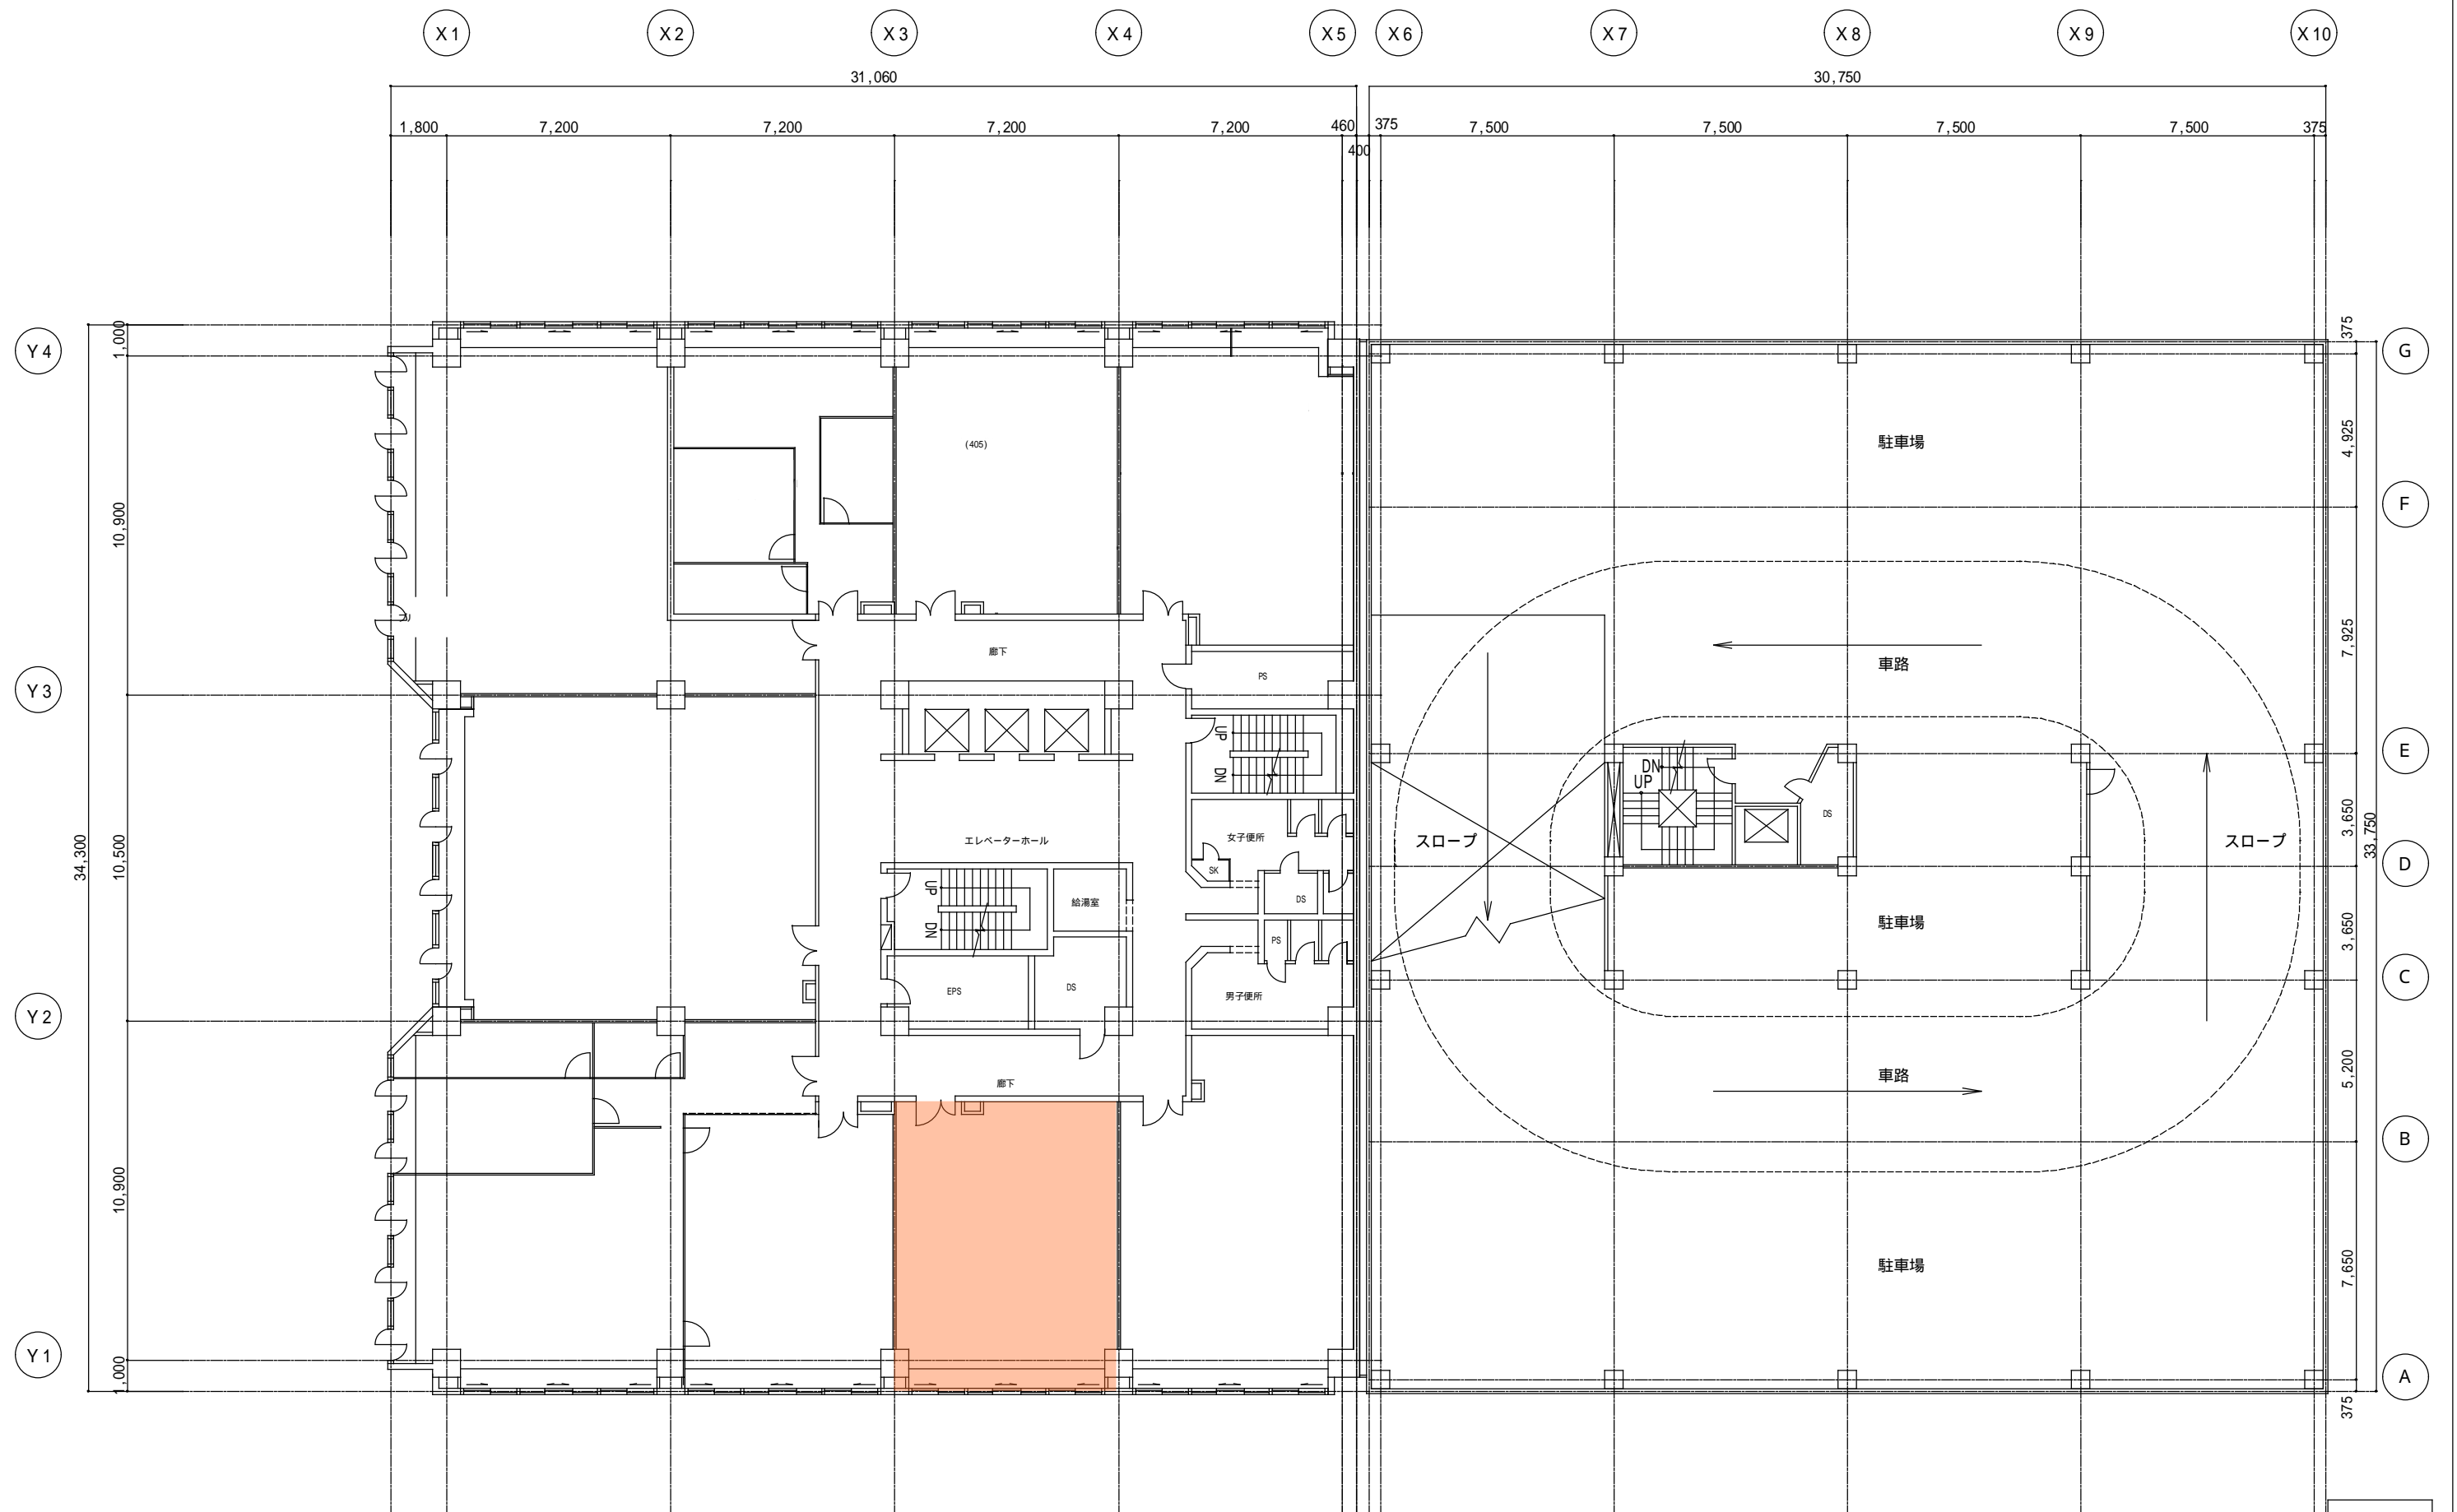 X1 X2 X3 X4 X5 X6 X7 X8 X9 X10
31,060 30,750
1,800 7,200 7,200 7,200 7,200 460 375 7,500 7,500 7,500 7,500 375
400
Y4 1,000 375 G
(405) 駐車場 4,925
10,900 F
廊下 車路 7,925
PS
Y3 E
UP DN
DN UP
34,300 10,500 エレベーターホール 女子便所 スロープ DS スロープ 3,650 33,750
SK D
UP 給湯室 DS
DN PS 駐車場 3,650
EPS DS 男子便所 C
Y2
廊下 車路 5,200
B
10,900
駐車場 7,650
Y1 1,000 A
375